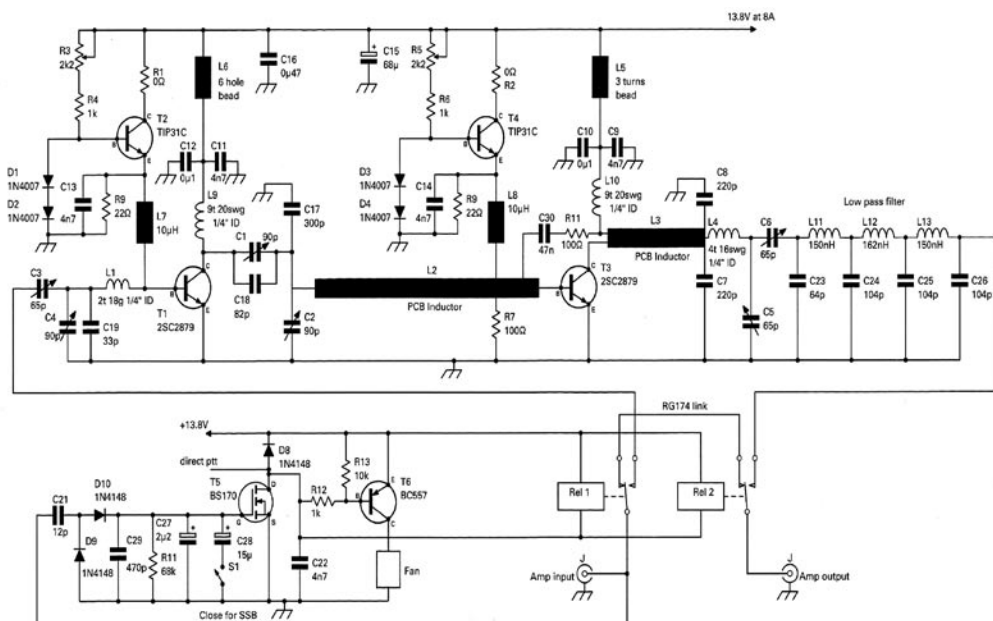 13.8V at 8A
R3
2k2
R4
1k
R1
0Ω
T2
TIP31C
B
C
E
D1
1N4007
D2
1N4007
C13
4n7
R9
22Ω
L7
10µH
L6
6 hole
bead
C16
0µ47
C12
0µ1
C11
4n7
L9
9t 20swg
1/4" ID
C17
300p
C1
90p
C18
82p
C2
90p
C3
65p
C4
90p
C19
33p
L1
2t 18g 1/4" ID
T1
2SC2879
B
C
E
C15
68µ
R5
2k2
R6
1k
0Ω
R2
T4
TIP31C
B
C
E
D3
1N4007
D4
1N4007
C14
4n7
R9
22Ω
L8
10µH
L2
PCB Inductor
R7
100Ω
C30
47n
R11
100Ω
T3
2SC2879
B
C
E
L5
3 turns
bead
C10
0µ1
C9
4n7
L10
9t 20swg
1/4" ID
L3
PCB Inductor
C8
220p
C7
220p
L4
4t 16swg
1/4" ID
C5
65p
C6
65p
Low pass filter
L11
150nH
L12
162nH
L13
150nH
C23
64p
C24
104p
C25
104p
C26
104p
RG174 link
+13.8V
direct ptt
D8
1N4148
T5
BS170
D
G
S
R12
1k
R13
10k
T6
BC557
B
E
C
C22
4n7
Fan
Rel 1
Rel 2
C21
12p
D10
1N4148
D9
1N4148
C29
470p
R11
68k
C27
2µ2
C28
15µ
S1
Close for SSB
J
Amp input
J
Amp output